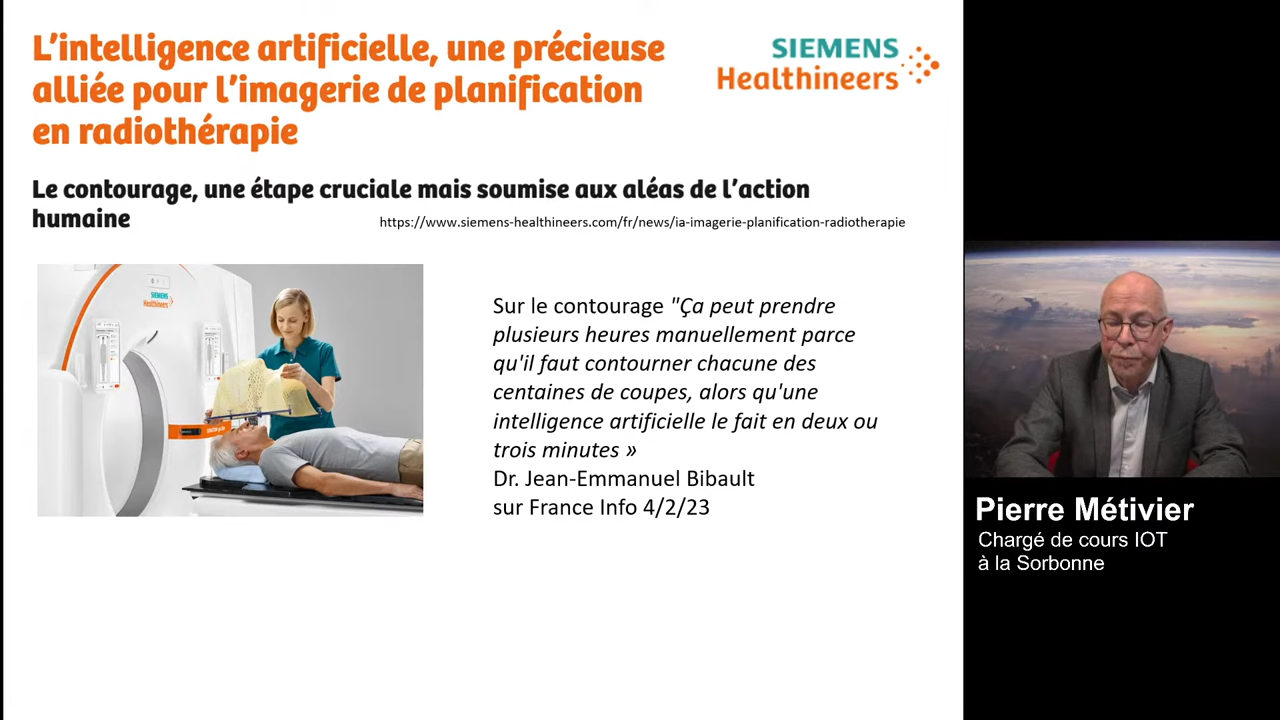 L'intelligence artificielle, une précieuse
alliée pour l'imagerie de planification
en radiothérapie
SIEMENS
Healthineers
Le contourage, une étape cruciale mais soumise aux aléas de l'action
humaine
https://www.siemens-healthineers.com/fr/news/ia-imagerie-planification-radiotherapie
SIEMENS
Healthineers
Sur le contourage "Ça peut prendre
plusieurs heures manuellement parce
qu'il faut contourner chacune des
centaines de coupes, alors qu'une
intelligence artificielle le fait en deux ou
trois minutes »
Dr. Jean-Emmanuel Bibault
sur France Info 4/2/23
Pierre Métivier
Chargé de cours IOT
à la Sorbonne